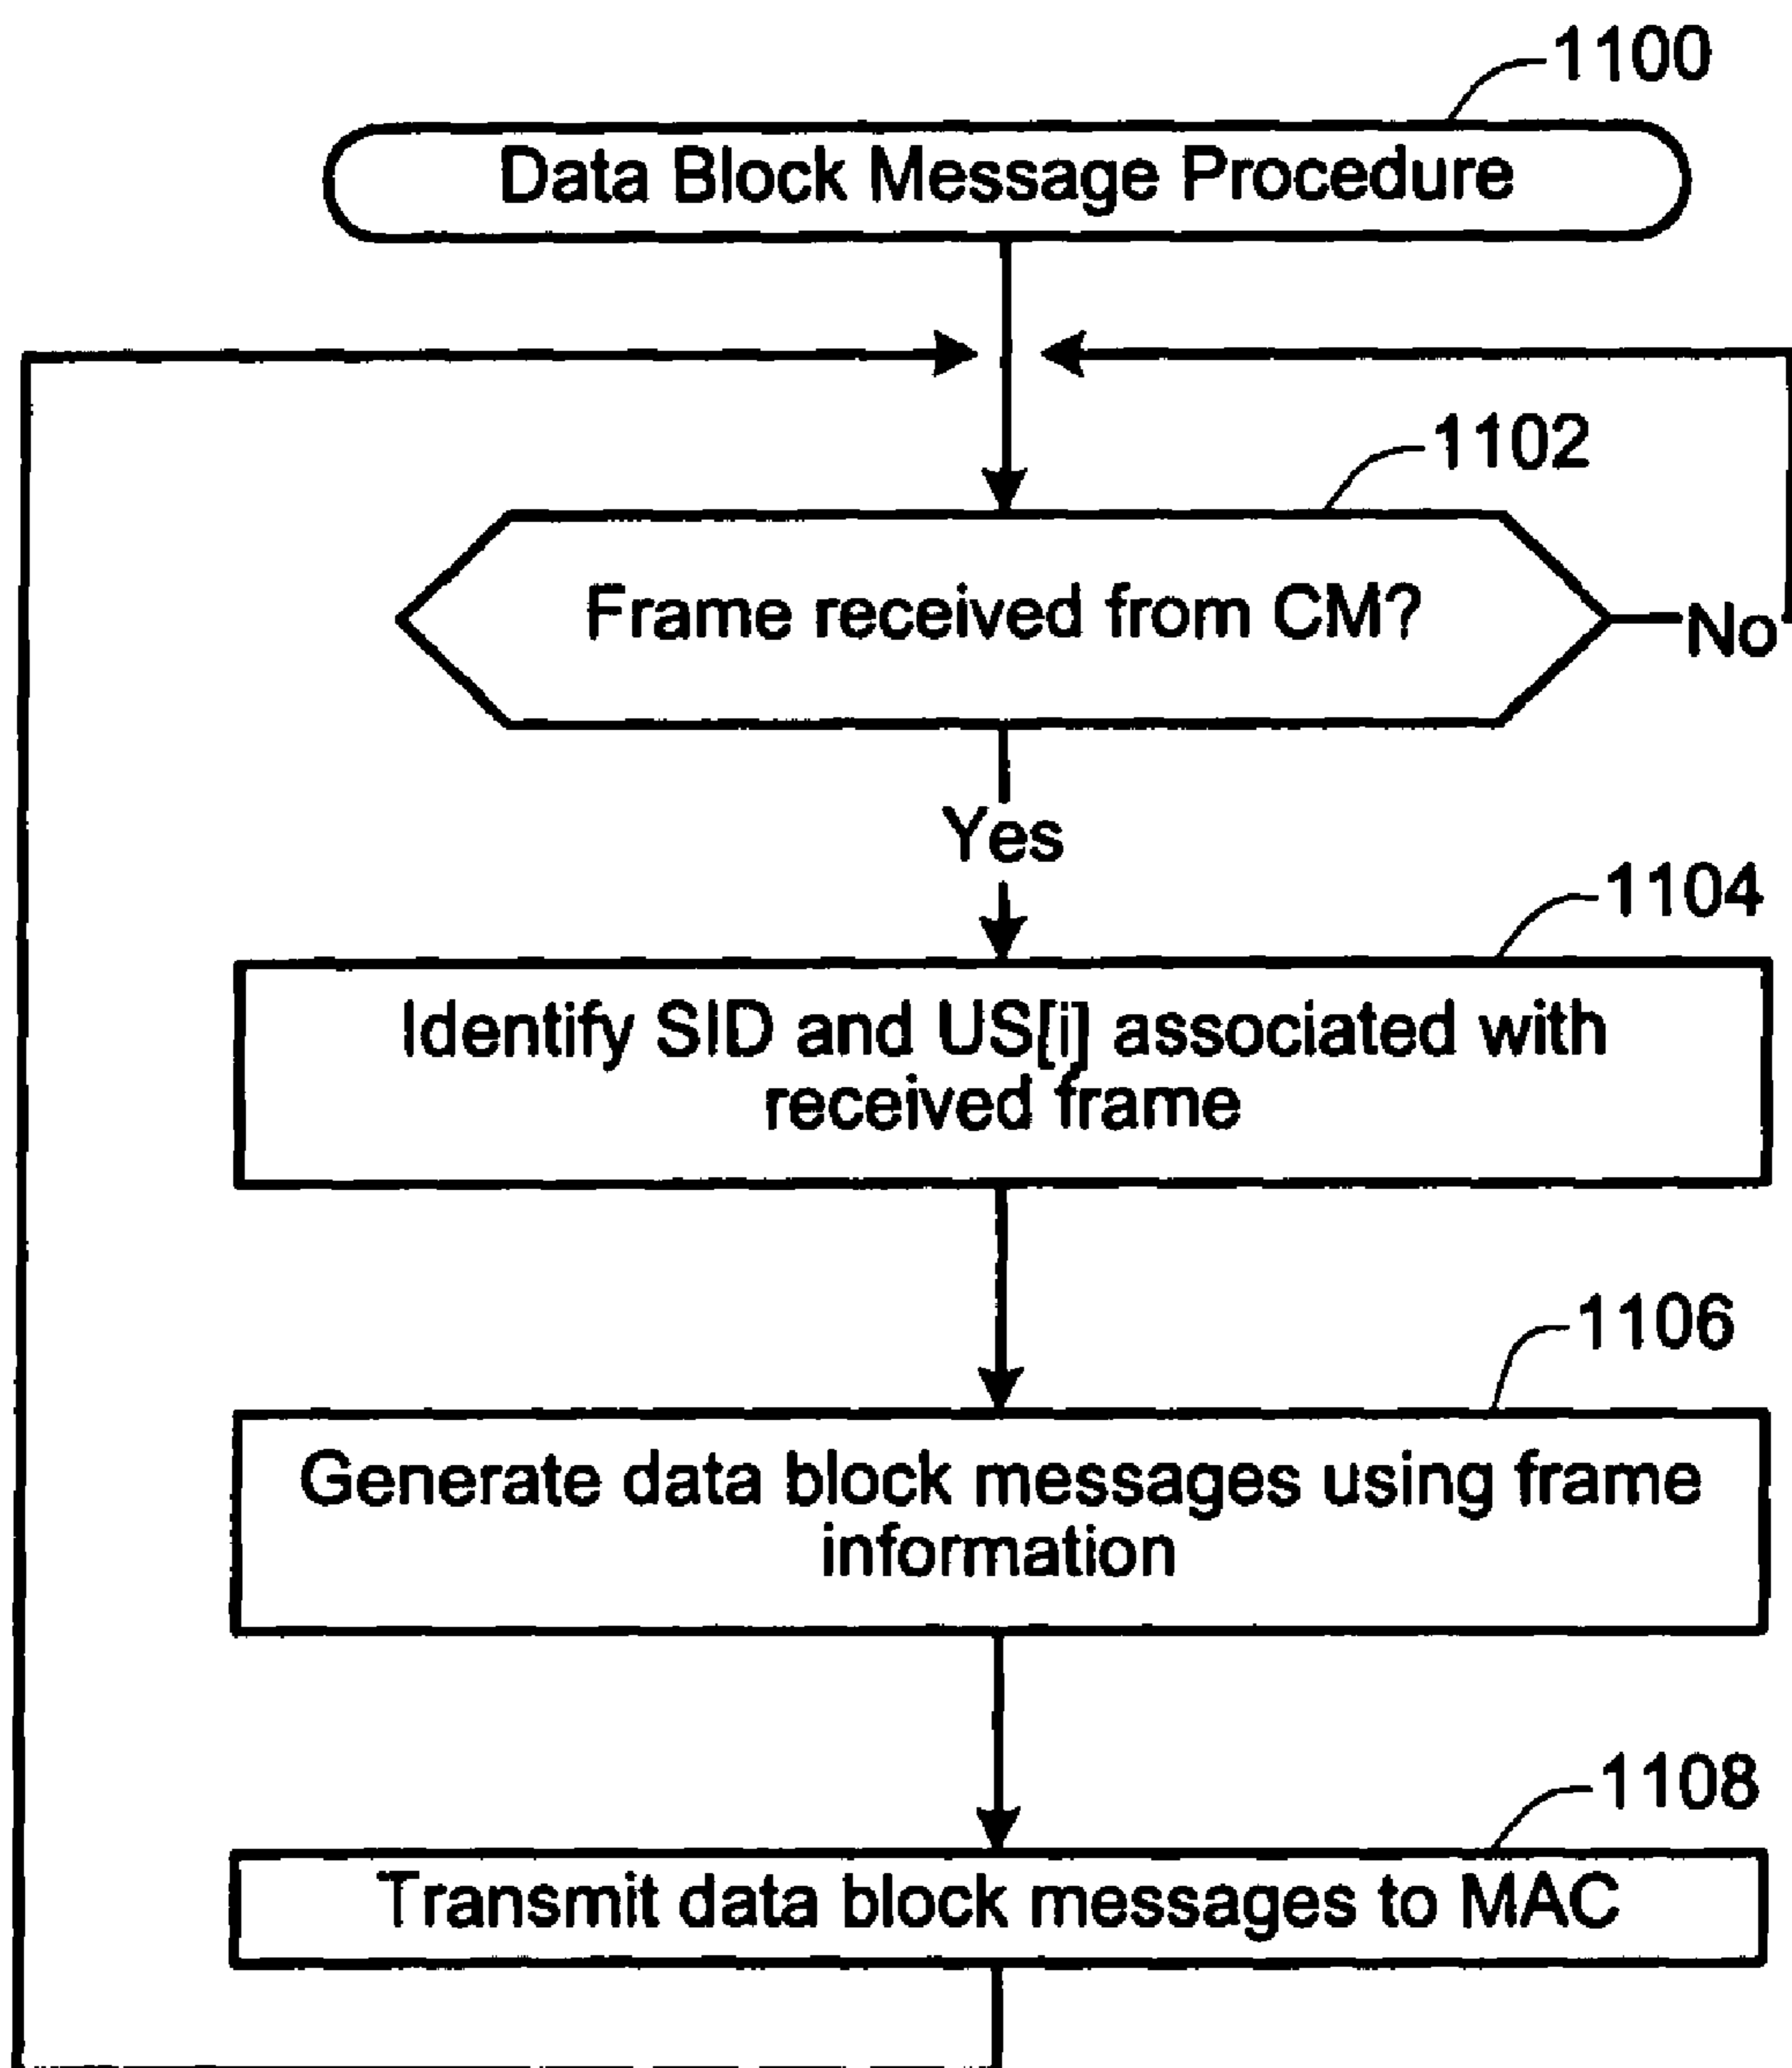 1100
Data Block Message Procedure
1102
Frame received from CM?
No
Yes
1104
Identify SID and US[i] associated with
received frame
1106
Generate data block messages using frame
information
1108
Transmit data block messages to MAC